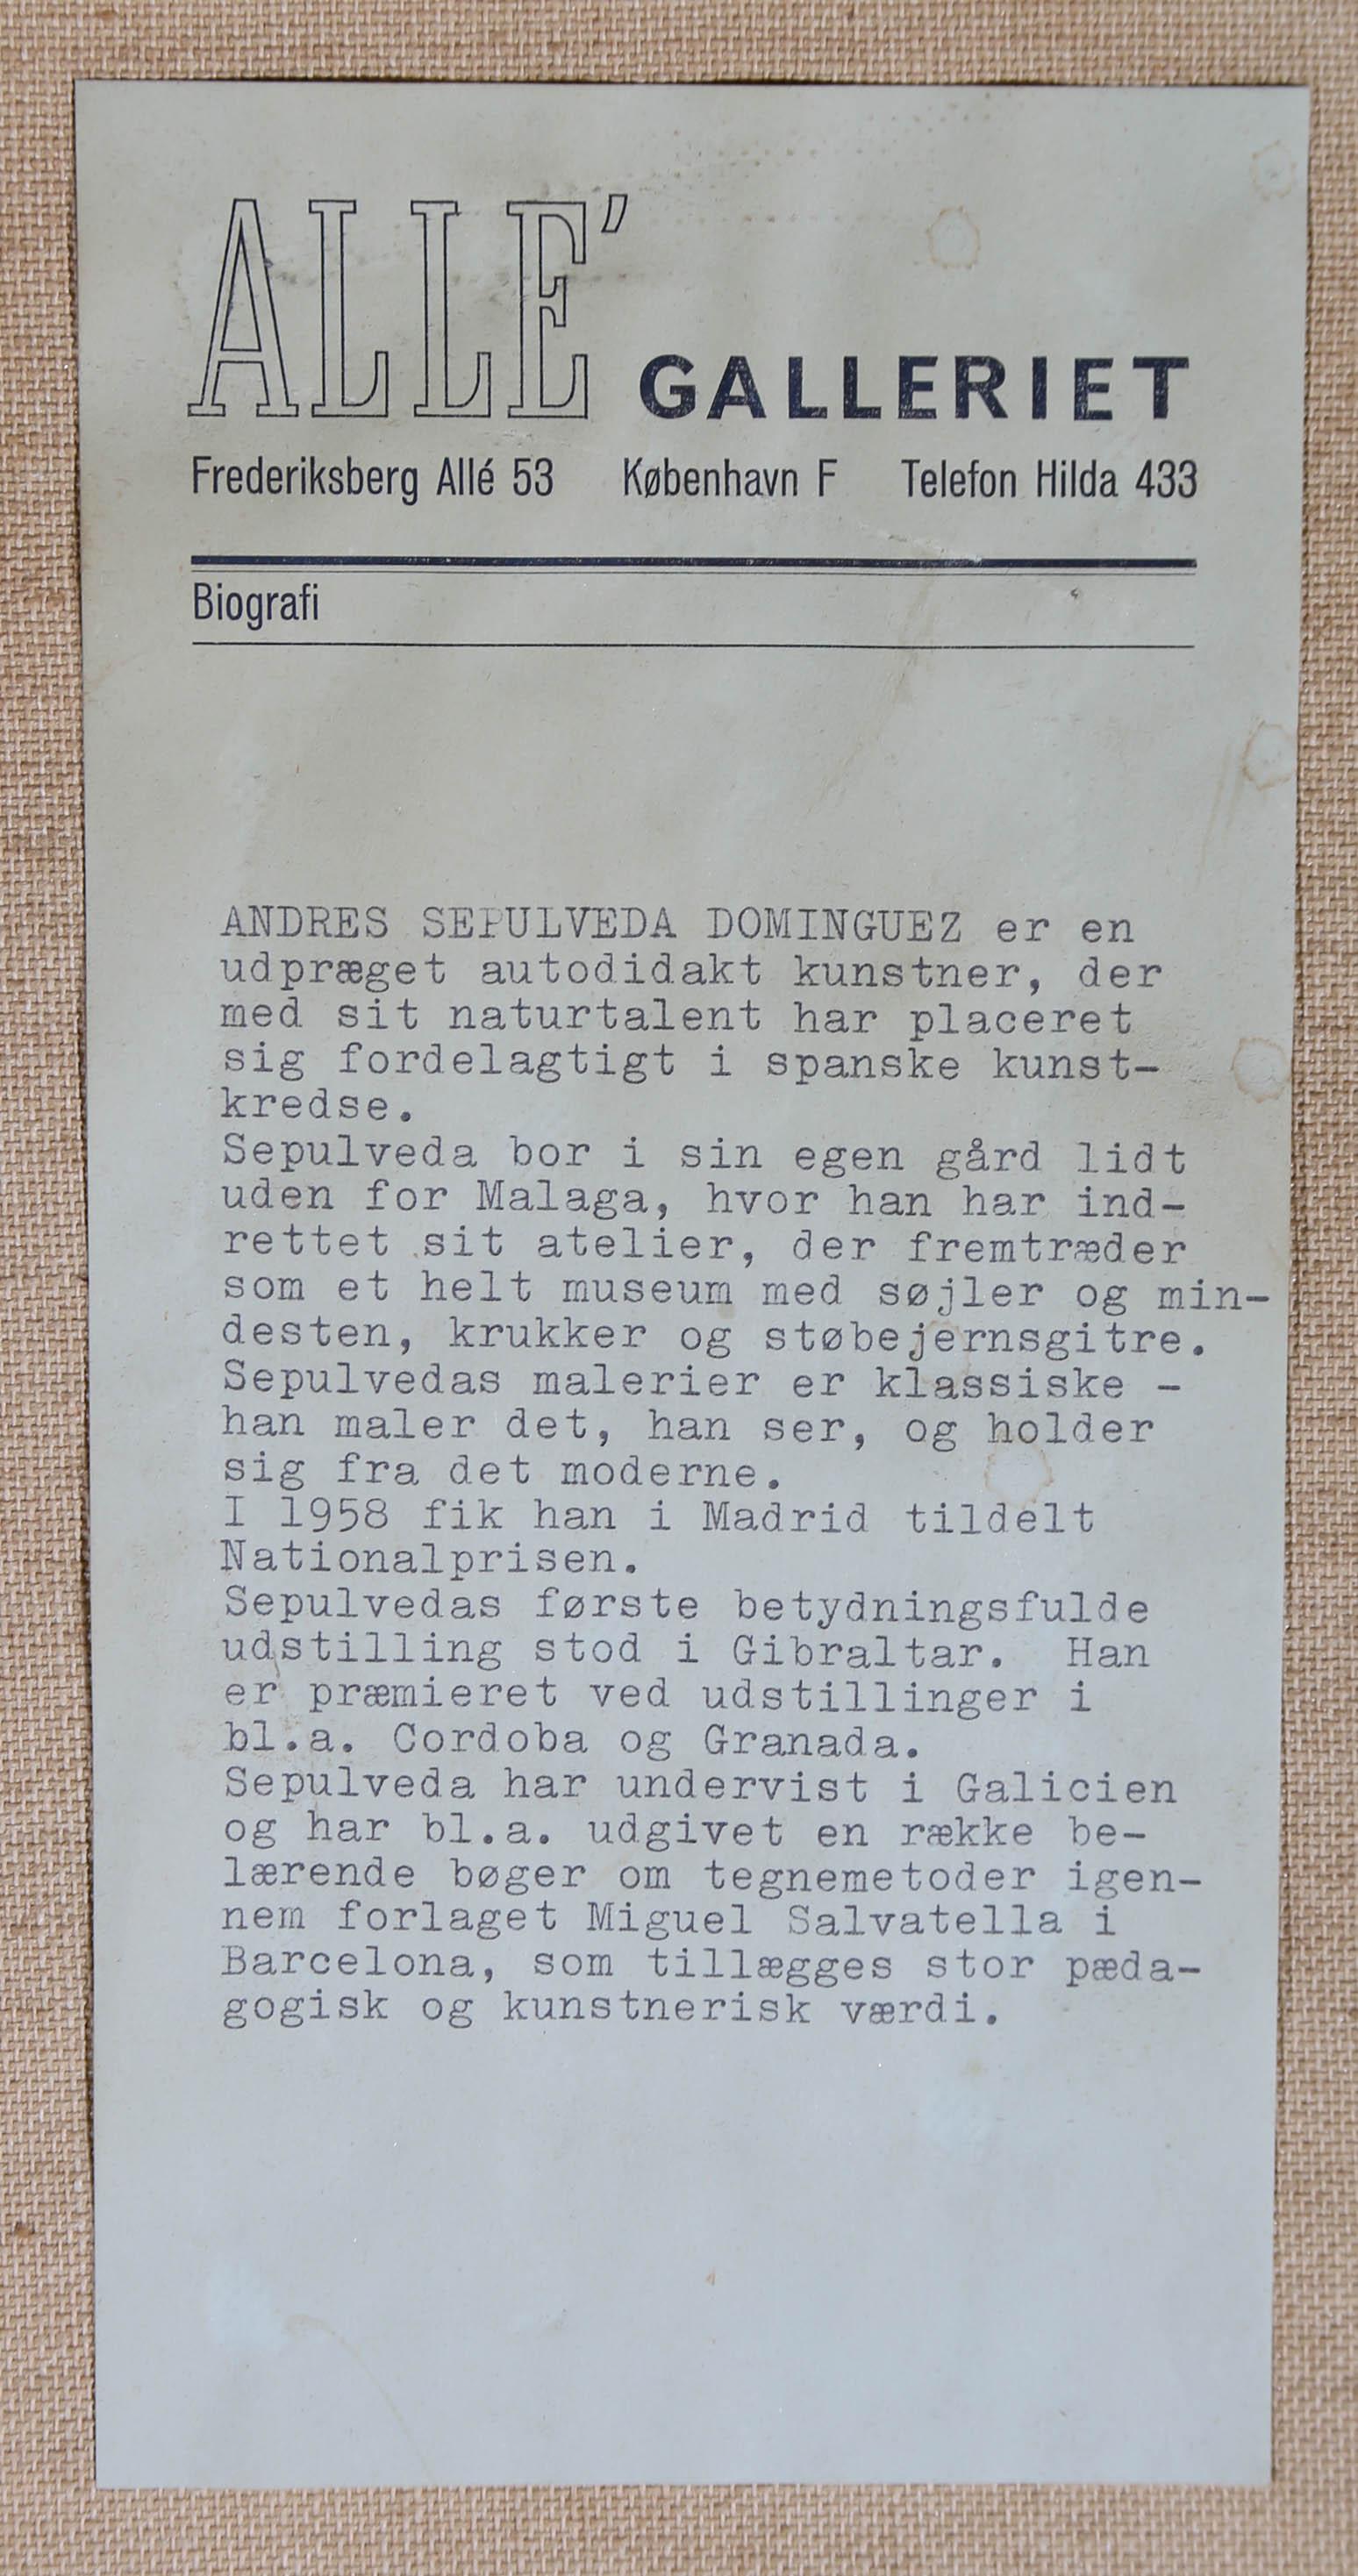 ALLE' GALLERIET
Frederiksberg Allé 53 København F Telefon Hilda 433
Biografi
ANDRES SEPULVEDA DOMINGUEZ er en
udpræget autodidakt kunstner, der
med sit naturtalent har placeret
sig fordelagtigt i spanske kunst-
kredse.
Sepulveda bor i sin egen gård lidt
uden for Malaga, hvor han har ind-
rettet sit atelier, der fremtræder
som et helt museum med søjler og min-
desten, krukker og støbejernsgitre.
Sepulvedas malerier er klassiske -
han maler det, han ser, og holder
sig fra det moderne.
I 1958 fik han i Madrid tildelt
Nationalprisen.
Sepulvedas første betydningsfulde
udstilling stod i Gibraltar. Han
er præmieret ved udstillinger i
bl.a. Cordoba og Granada.
Sepulveda har undervist i Galicien
og har bl.a. udgivet en række be-
lærende bøger om tegnemetoder igen-
nem forlaget Miguel Salvatella i
Barcelona, som tillægges stor pæda-
gogisk og kunstnerisk værdi.